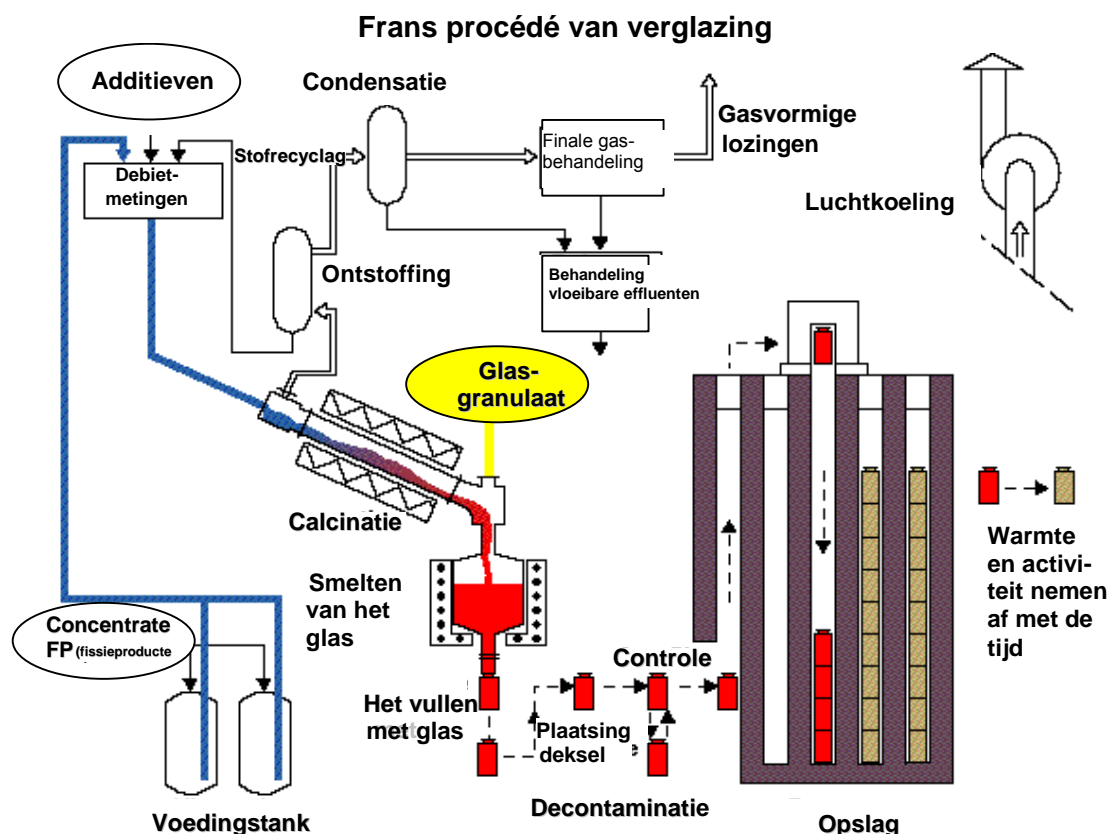 Frans procédé van verglazing
Additieven
Condensatie
Gasvormige
lozingen
Stofrecyclag
Finale gas-
behandeling
Debiet-
metingen
Luchtkoeling
Ontstoffing
Behandeling
vloeibare effluenten
Glas-
granulaat
Calcinatie
Smelten
van het
glas
Warmte
en activi-
teit nemen
af met de
tijd
Concentrate
FP (fissieproducte
Controle
Het vullen
met glas
Plaatsing
deksel
Decontaminatie
Voedingstank
Opslag